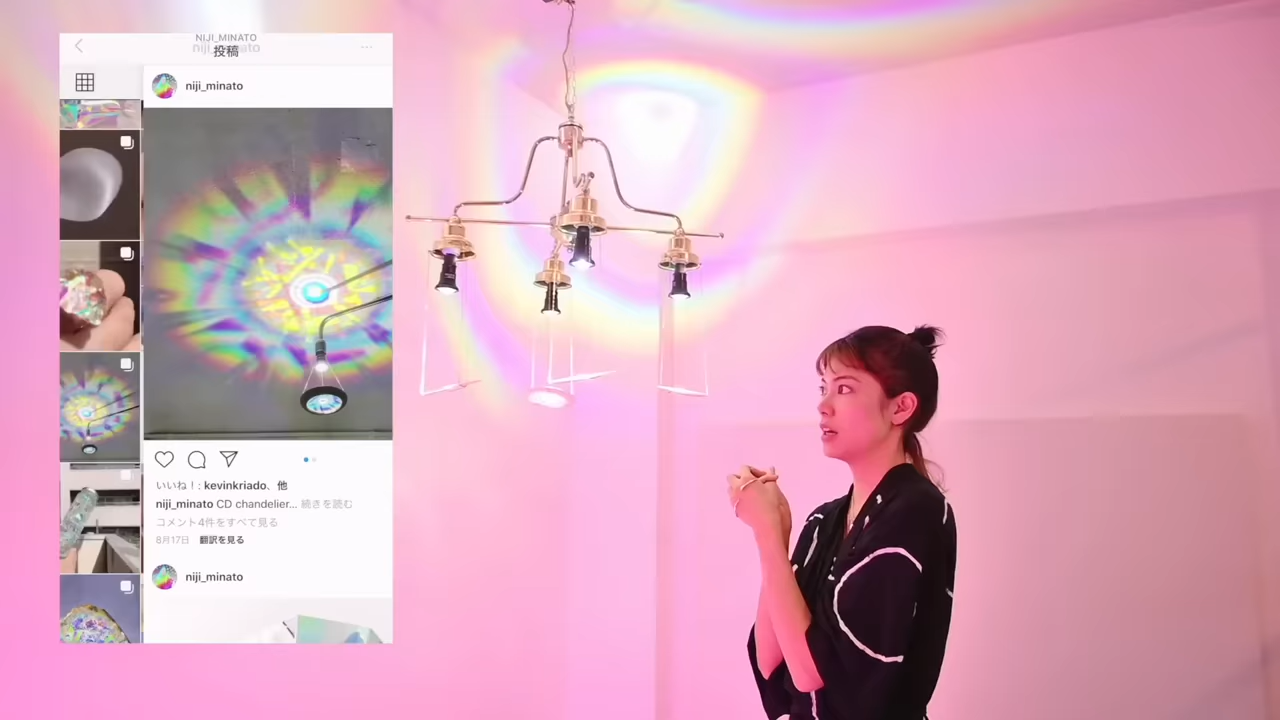 NIJI_MINATO
niji_minato
投稿
niji_minato
いいね！: kevinkriado、他
niji_minato CD chandelier... 続きを読む
コメント4件をすべて見る
8月17日 翻訳を見る
niji_minato